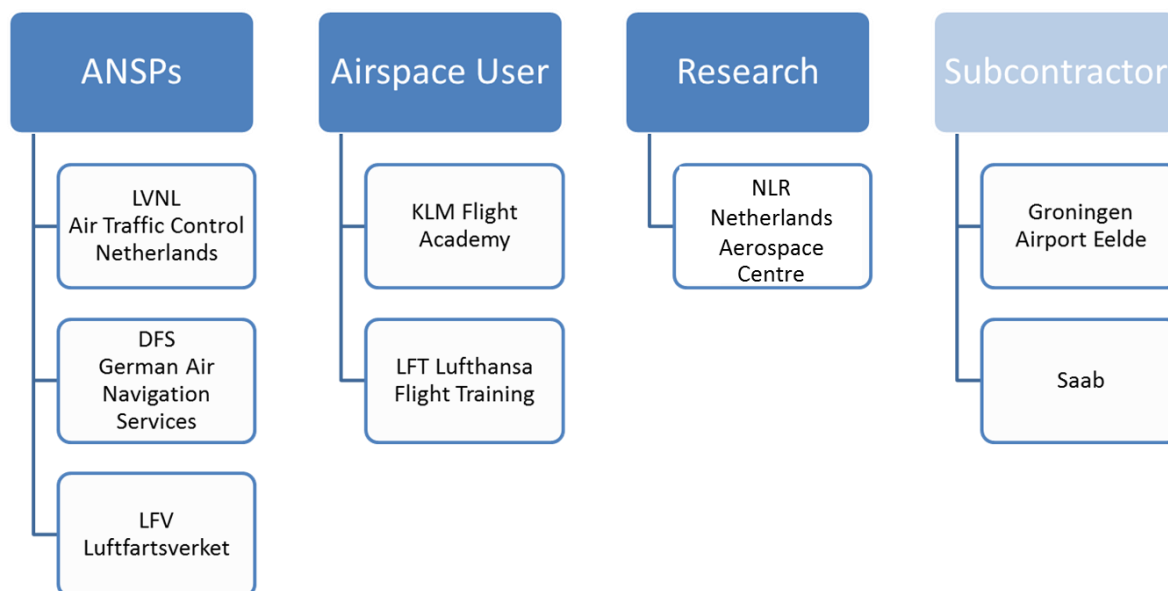 ANSPs
LVNL
Air Traffic Control
Netherlands
DFS
German Air
Navigation
Services
LFV
Luftfartsverket
Airspace User
KLM Flight
Academy
LFT Lufthansa
Flight Training
Research
NLR
Netherlands
Aerospace
Centre
Subcontractor
Groningen
Airport Eelde
Saab